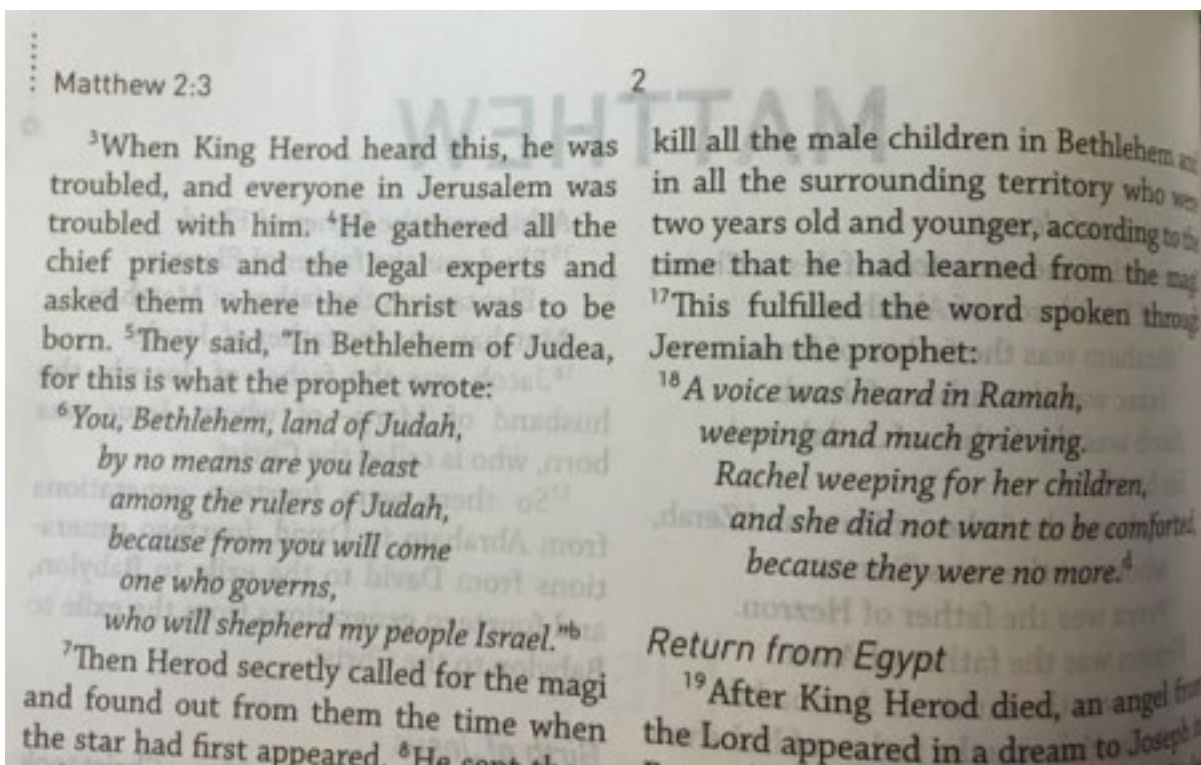 Matthew 2:3
2
³When King Herod heard this, he was
troubled, and everyone in Jerusalem was
troubled with him. ⁴He gathered all the
chief priests and the legal experts and
asked them where the Christ was to be
born. ⁵They said, "In Bethlehem of Judea,
for this is what the prophet wrote:
⁶You, Bethlehem, land of Judah,
by no means are you least
among the rulers of Judah,
because from you will come
one who governs,
who will shepherd my people Israel."ᵇ
⁷Then Herod secretly called for the magi
and found out from them the time when
the star had first appeared. ⁸He
kill all the male children in Bethlehem and
in all the surrounding territory who were
two years old and younger, according to the
time that he had learned from the
¹⁷This fulfilled the word spoken through
Jeremiah the prophet:
¹⁸A voice was heard in Ramah,
weeping and much grieving.
Rachel weeping for her children,
and she did not want to be comforted,
because they were no more.ᵈ
Return from Egypt
¹⁹After King Herod died, an angel from
the Lord appeared in a dream to Joseph